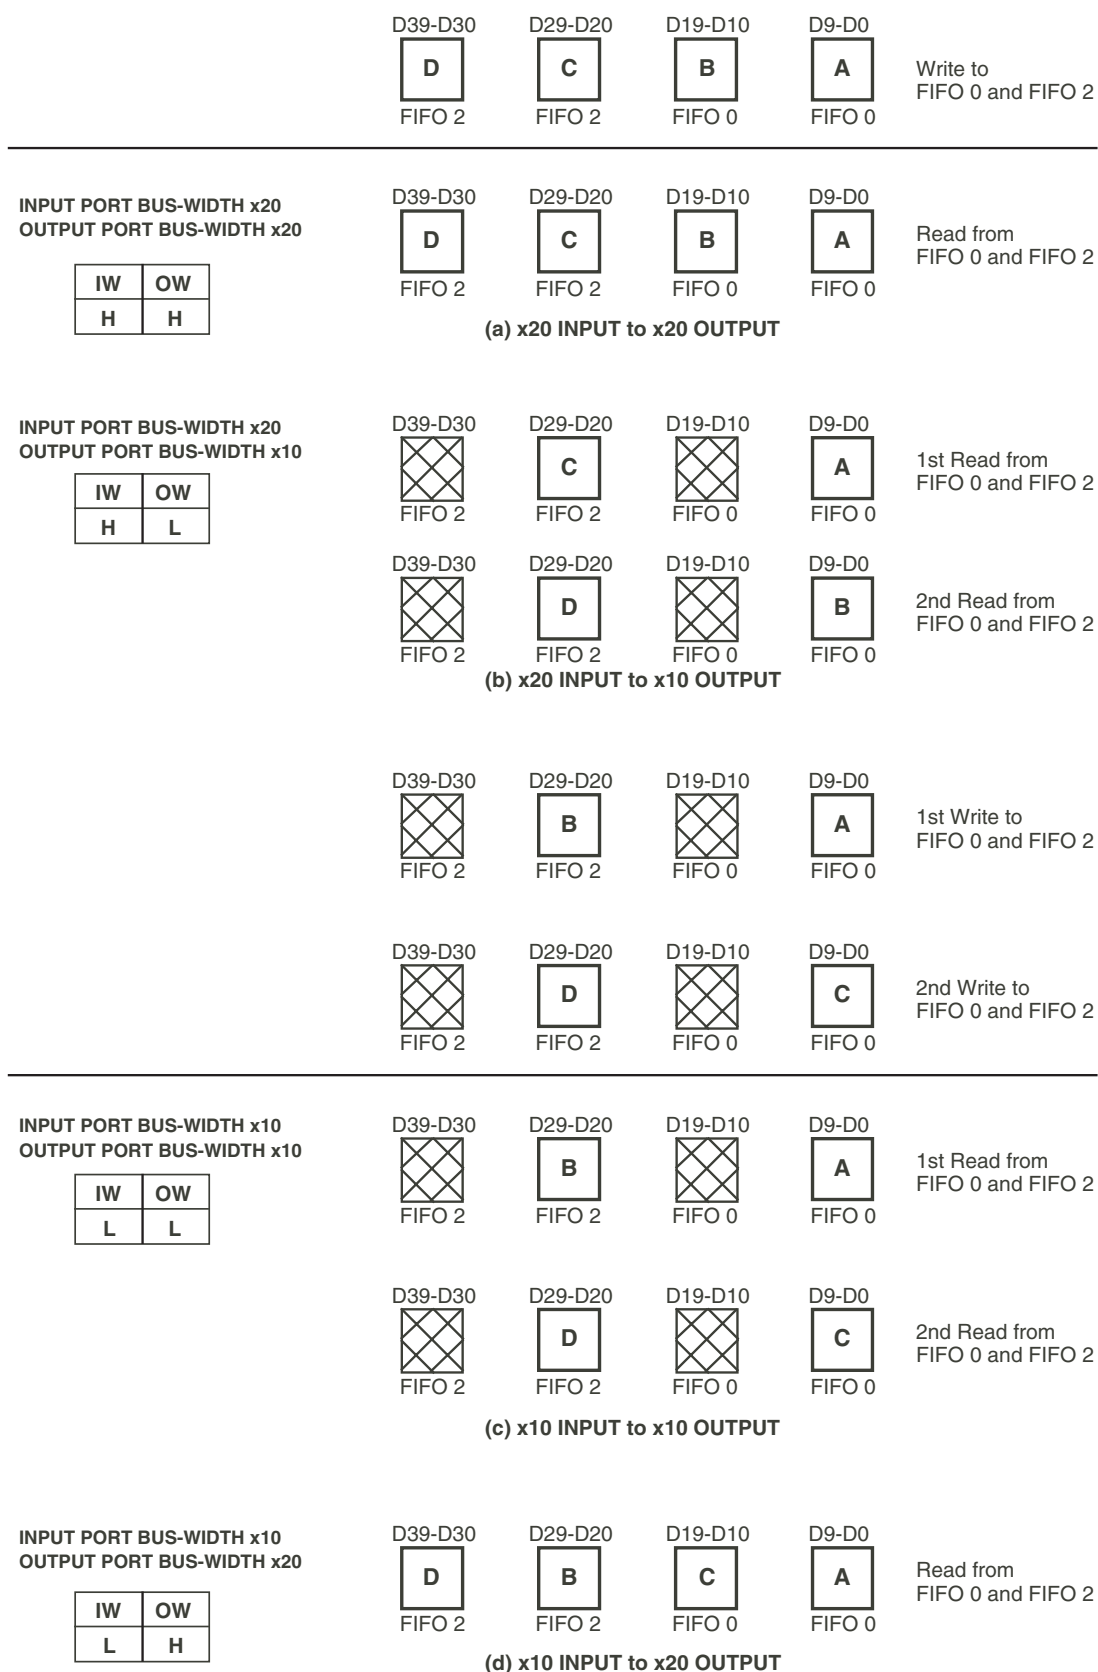 D39-D30 D29-D20 D19-D10 D9-D0
D C B A
Write to
FIFO 0 and FIFO 2
FIFO 2 FIFO 2 FIFO 0 FIFO 0
INPUT PORT BUS-WIDTH x20
OUTPUT PORT BUS-WIDTH x20
IW OW
H H
D39-D30 D29-D20 D19-D10 D9-D0
D C B A
Read from
FIFO 0 and FIFO 2
FIFO 2 FIFO 2 FIFO 0 FIFO 0
(a) x20 INPUT to x20 OUTPUT
INPUT PORT BUS-WIDTH x20
OUTPUT PORT BUS-WIDTH x10
IW OW
H L
D39-D30 D29-D20 D19-D10 D9-D0
C A
1st Read from
FIFO 0 and FIFO 2
FIFO 2 FIFO 2 FIFO 0 FIFO 0
D39-D30 D29-D20 D19-D10 D9-D0
D B
2nd Read from
FIFO 0 and FIFO 2
FIFO 2 FIFO 2 FIFO 0 FIFO 0
(b) x20 INPUT to x10 OUTPUT
D39-D30 D29-D20 D19-D10 D9-D0
B A
1st Write to
FIFO 0 and FIFO 2
FIFO 2 FIFO 2 FIFO 0 FIFO 0
D39-D30 D29-D20 D19-D10 D9-D0
D C
2nd Write to
FIFO 0 and FIFO 2
FIFO 2 FIFO 2 FIFO 0 FIFO 0
INPUT PORT BUS-WIDTH x10
OUTPUT PORT BUS-WIDTH x10
IW OW
L L
D39-D30 D29-D20 D19-D10 D9-D0
B A
1st Read from
FIFO 0 and FIFO 2
FIFO 2 FIFO 2 FIFO 0 FIFO 0
D39-D30 D29-D20 D19-D10 D9-D0
D C
2nd Read from
FIFO 0 and FIFO 2
FIFO 2 FIFO 2 FIFO 0 FIFO 0
(c) x10 INPUT to x10 OUTPUT
INPUT PORT BUS-WIDTH x10
OUTPUT PORT BUS-WIDTH x20
IW OW
L H
D39-D30 D29-D20 D19-D10 D9-D0
D B C A
Read from
FIFO 0 and FIFO 2
FIFO 2 FIFO 2 FIFO 0 FIFO 0
(d) x10 INPUT to x20 OUTPUT